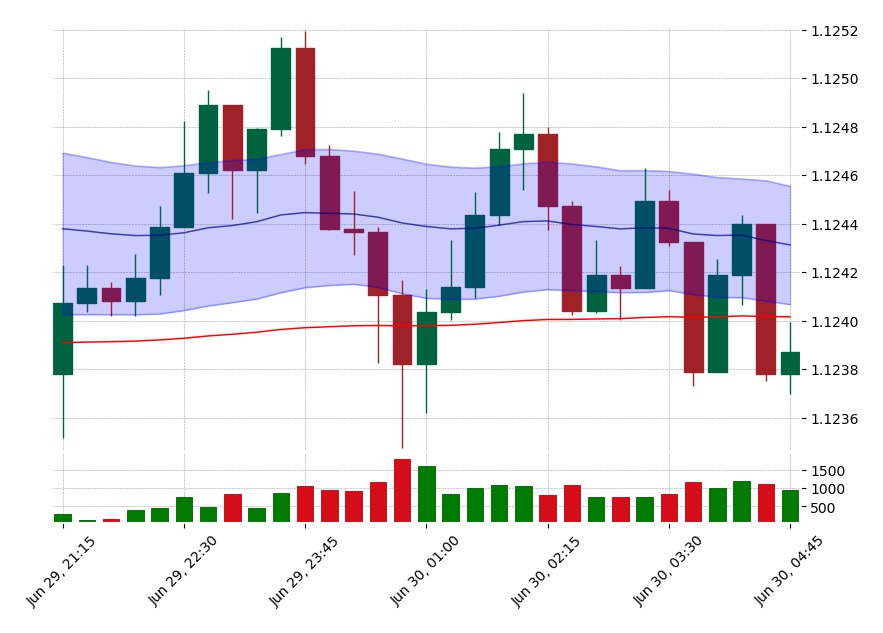 1.1252
1.1250
1.1248
1.1246
1.1244
1.1242
1.1240
1.1238
1.1236
1500
1000
500
Jun 29, 21:15
Jun 29, 22:30
Jun 29, 23:45
Jun 30, 01:00
Jun 30, 02:15
Jun 30, 03:30
Jun 30, 04:45